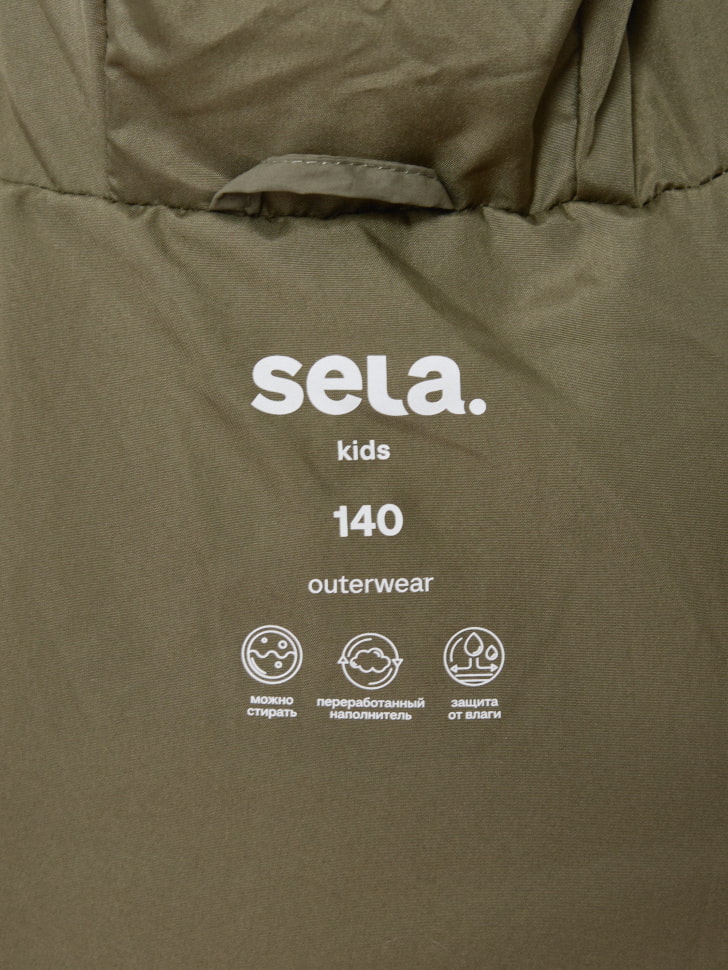 sela.
kids
140
outerwear
можно
стирать
переработанный
наполнитель
защита
от влаги